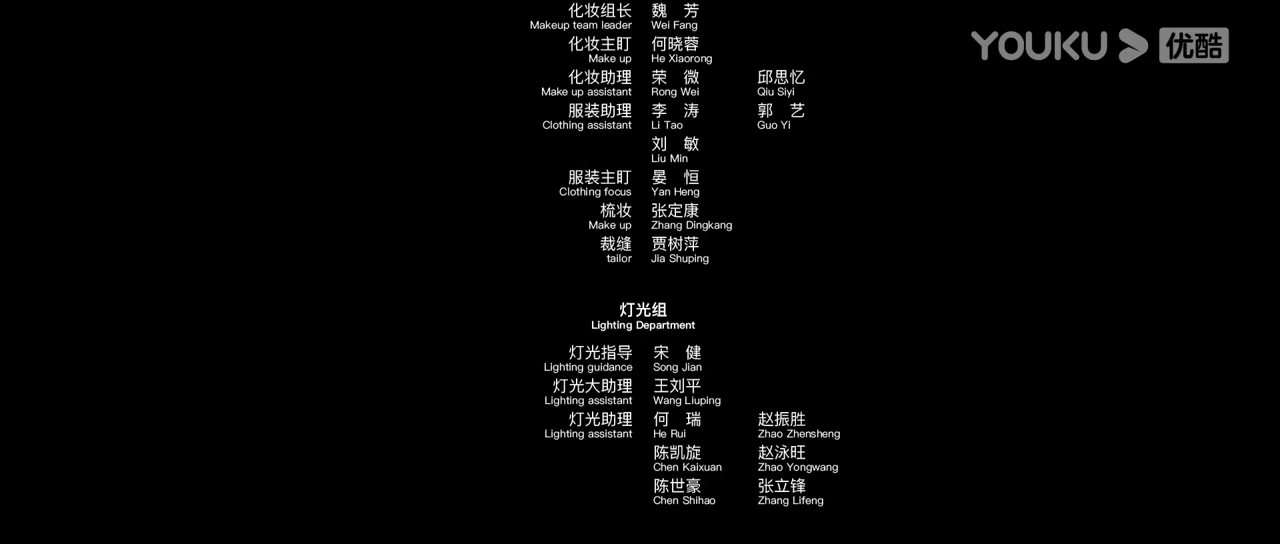 化妆组长 魏 芳
Makeup team leader Wei Fang
YOUKU 优酷
化妆主盯 何晓蓉
Make up He Xiaorong
化妆助理 荣 微 邱思忆
Make up assistant Rong Wei Qiu Siyi
服装助理 李 涛 郭 艺
Clothing assistant Li Tao Guo Yi
刘 敏
Liu Min
服装主盯 晏 恒
Clothing focus Yan Heng
梳妆 张定康
Make up Zhang Dingkang
裁缝 贾树萍
tailor Jia Shuping
灯光组
Lighting Department
灯光指导 宋 健
Lighting guidance Song Jian
灯光大助理 王刘平
Lighting assistant Wang Liuping
灯光助理 何 瑞 赵振胜
Lighting assistant He Rui Zhao Zhensheng
陈凯旋 赵泳旺
Chen Kaixuan Zhao Yongwang
陈世豪 张立锋
Chen Shihao Zhang Lifeng